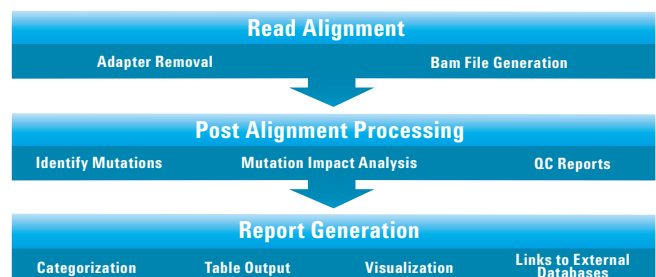 Read Alignment
Adapter Removal
Bam File Generation
Post Alignment Processing
Identify Mutations
Mutation Impact Analysis
QC Reports
Report Generation
Categorization
Table Output
Visualization
Links to External
Databases